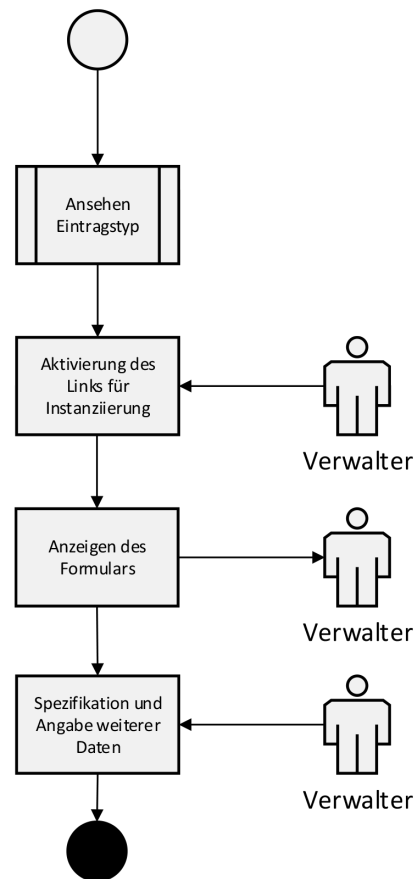 Ansehen
Eintragstyp
Aktivierung des
Links für
Instanziierung
Verwalter
Anzeigen des
Formulars
Verwalter
Spezifikation und
Angabe weiterer
Daten
Verwalter